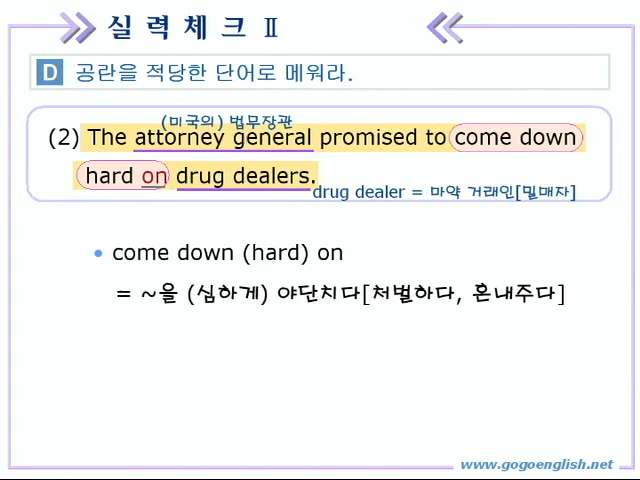 실 력 체 크 Ⅱ
D 공란을 적당한 단어로 메워라.
(미국의) 법무장관
(2) The attorney general promised to come down
hard on drug dealers.
drug dealer = 마약 거래인[밀매자]
• come down (hard) on
= ~을 (심하게) 야단치다[처벌하다, 혼내주다]
www.gogoenglish.net